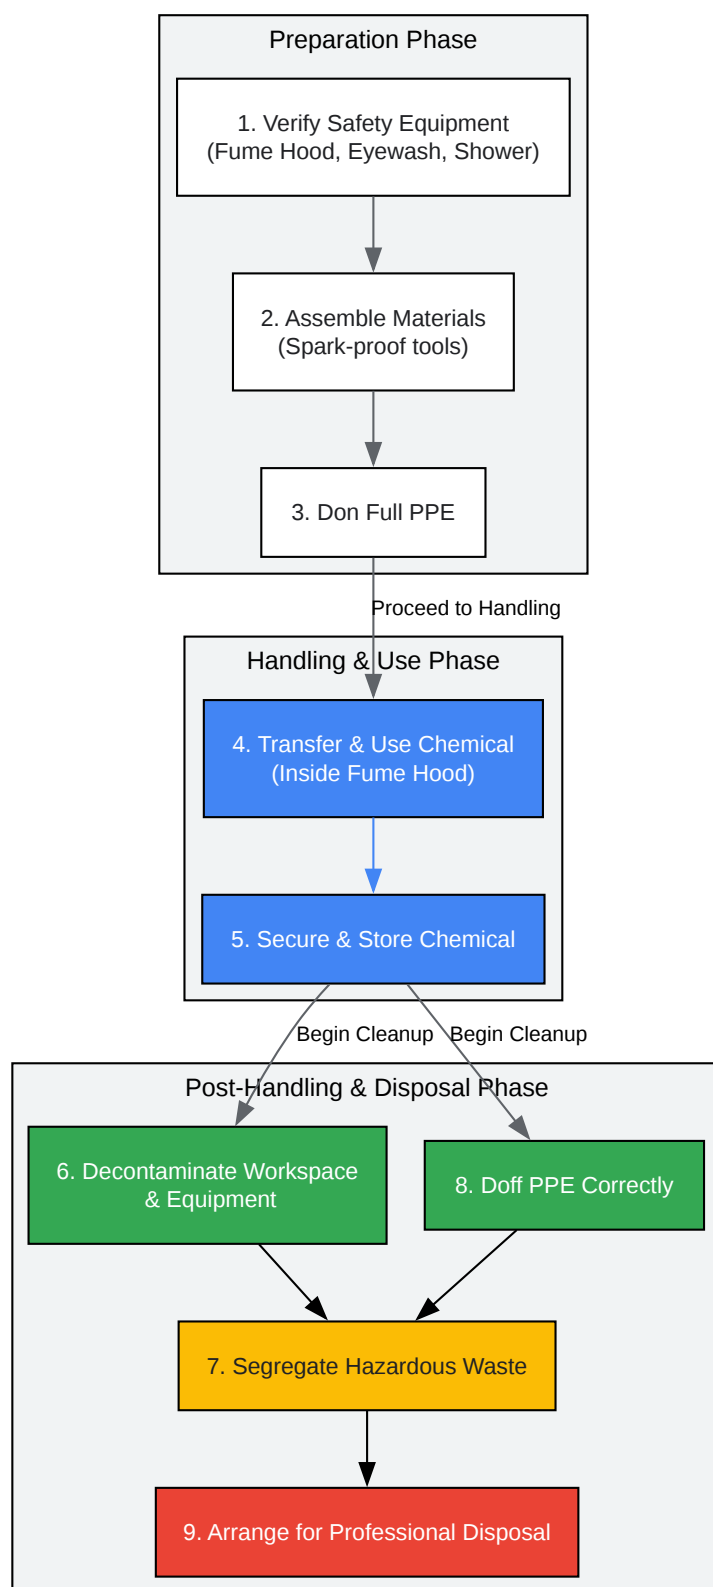 Preparation Phase
1. Verify Safety Equipment
(Fume Hood, Eyewash, Shower)
2. Assemble Materials
(Spark-proof tools)
3. Don Full PPE
Proceed to Handling
Handling & Use Phase
4. Transfer & Use Chemical
(Inside Fume Hood)
5. Secure & Store Chemical
Begin Cleanup
Begin Cleanup
Post-Handling & Disposal Phase
6. Decontaminate Workspace
& Equipment
8. Doff PPE Correctly
7. Segregate Hazardous Waste
9. Arrange for Professional Disposal